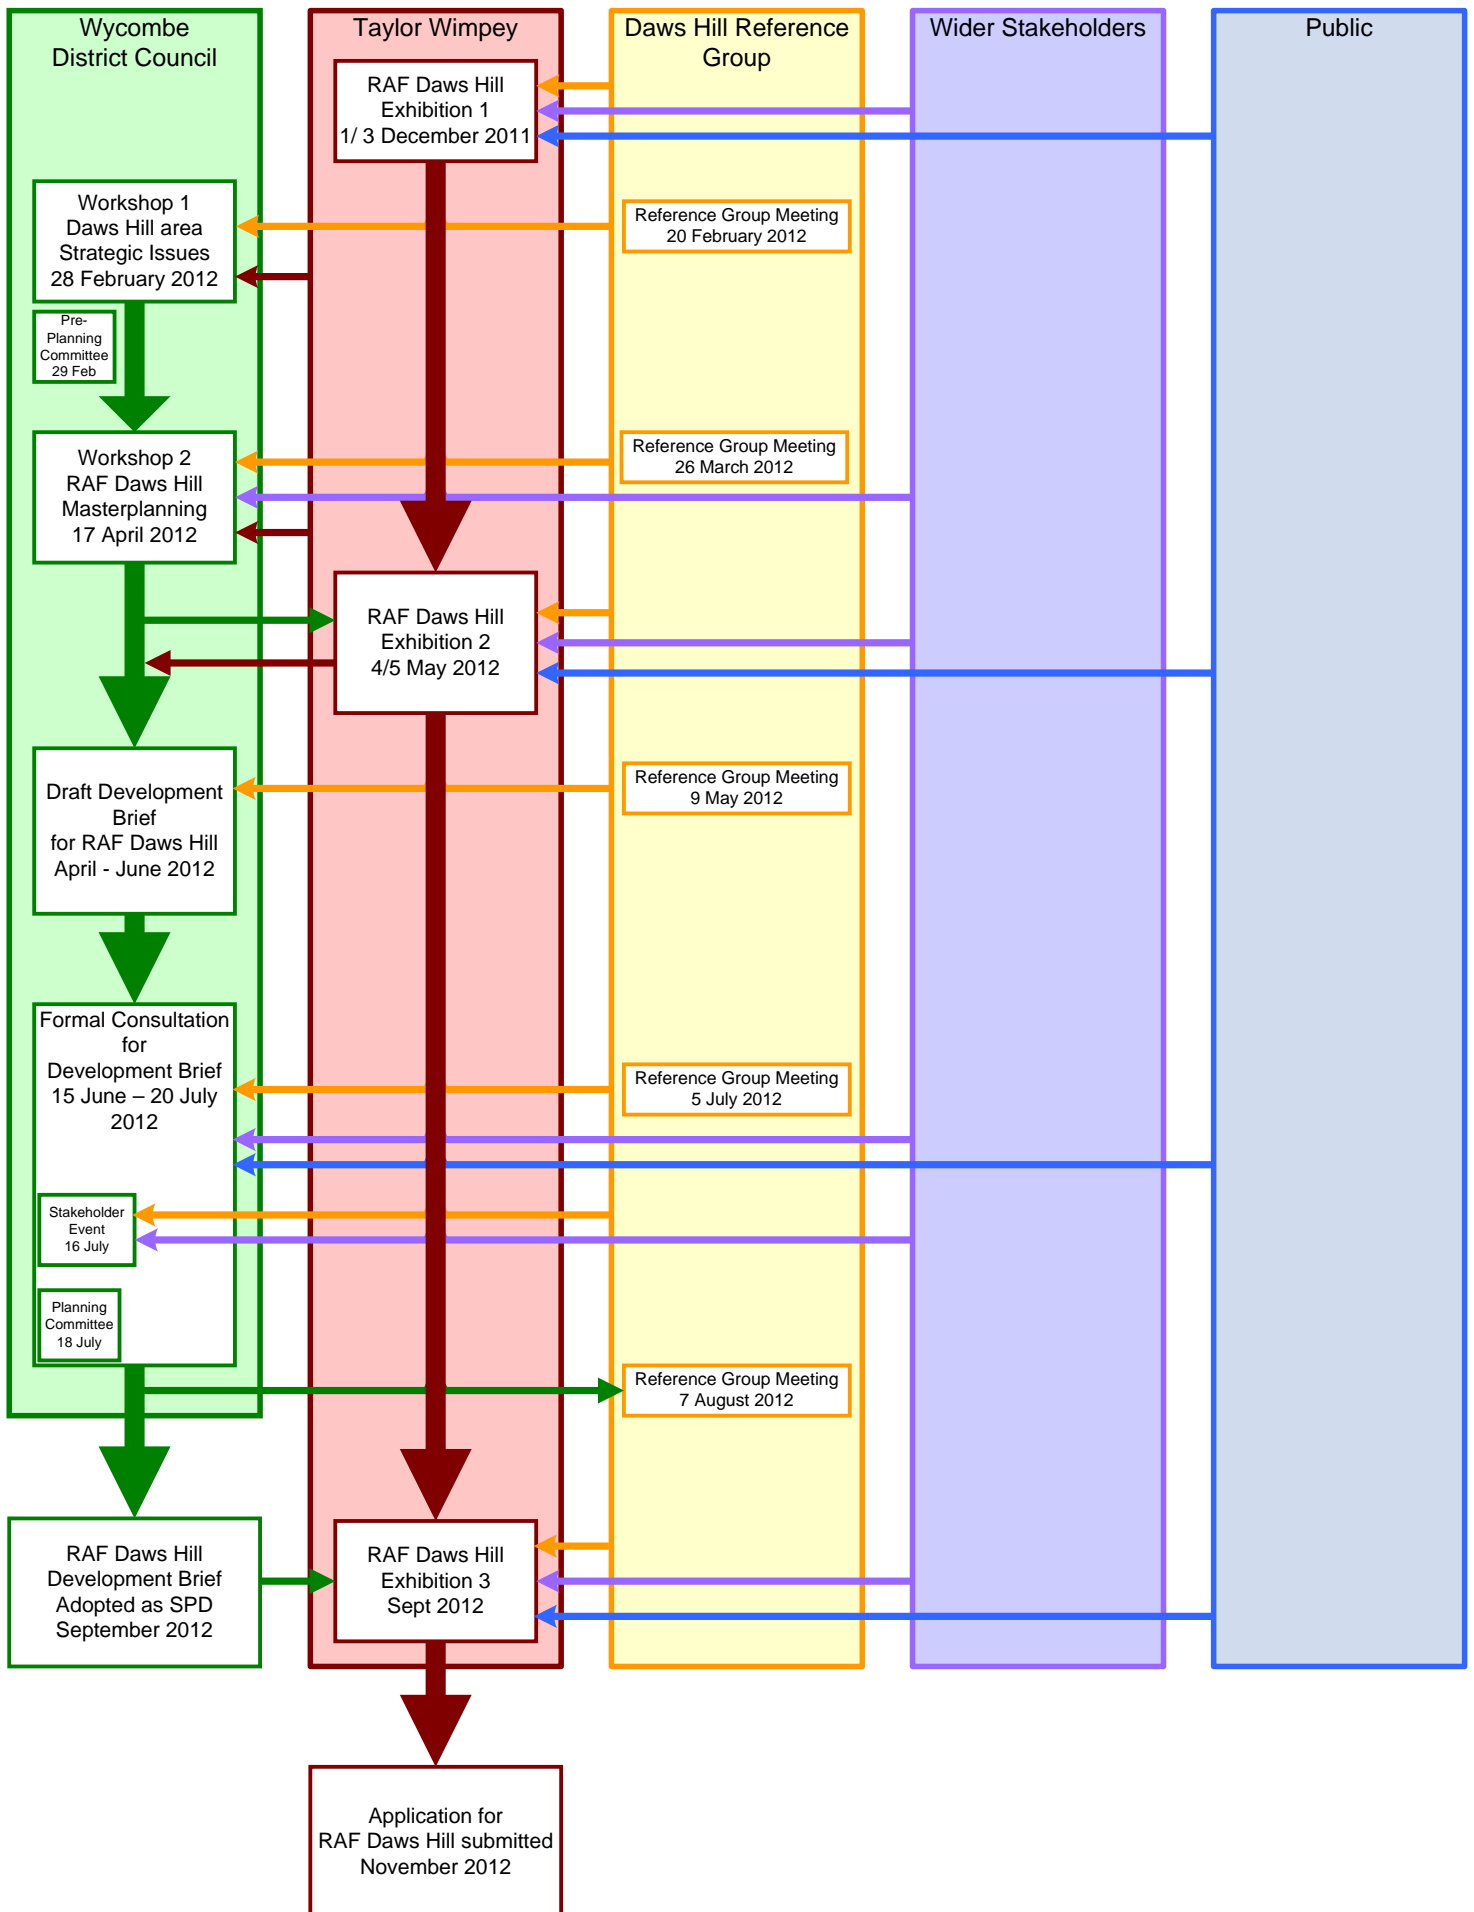 Wycombe
District Council
Taylor Wimpey
Daws Hill Reference
Group
Wider Stakeholders
Public
RAF Daws Hill
Exhibition 1
1/ 3 December 2011
Workshop 1
Daws Hill area
Strategic Issues
28 February 2012
Reference Group Meeting
20 February 2012
Pre-
Planning
Committee
29 Feb
Workshop 2
RAF Daws Hill
Masterplanning
17 April 2012
Reference Group Meeting
26 March 2012
RAF Daws Hill
Exhibition 2
4/5 May 2012
Draft Development
Brief
for RAF Daws Hill
April - June 2012
Reference Group Meeting
9 May 2012
Formal Consultation
for
Development Brief
15 June – 20 July
2012
Reference Group Meeting
5 July 2012
Stakeholder
Event
16 July
Planning
Committee
18 July
Reference Group Meeting
7 August 2012
RAF Daws Hill
Development Brief
Adopted as SPD
September 2012
RAF Daws Hill
Exhibition 3
Sept 2012
Application for
RAF Daws Hill submitted
November 2012